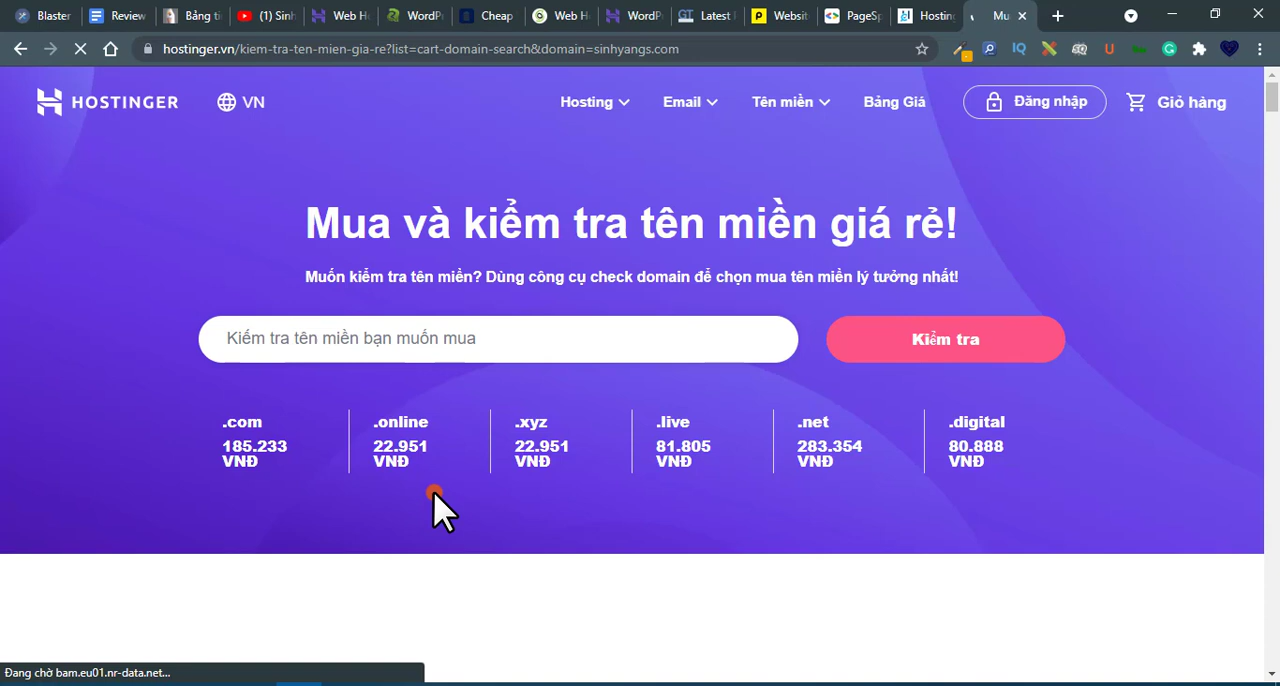 Blaster
Review
Bảng ti
(1) Sinh
Web H
WordP
Cheap
Web H
WordP
Latest
Websit
PageSp
Hosting
Mu
hostinger.vn/kiem-tra-ten-mien-gia-re?list=cart-domain-search&domain=sinhyangs.com
HOSTINGER
VN
Hosting
Email
Tên miền
Bảng Giá
Đăng nhập
Giỏ hàng
Mua và kiểm tra tên miền giá rẻ!
Muốn kiểm tra tên miền? Dùng công cụ check domain để chọn mua tên miền lý tưởng nhất!
Kiểm tra tên miền bạn muốn mua
Kiểm tra
.com
185.233
VNĐ
.online
22.951
VNĐ
.xyz
22.951
VNĐ
.live
81.805
VNĐ
.net
283.354
VNĐ
.digital
80.888
VNĐ
Đang chờ bam.eu01.nr-data.net...